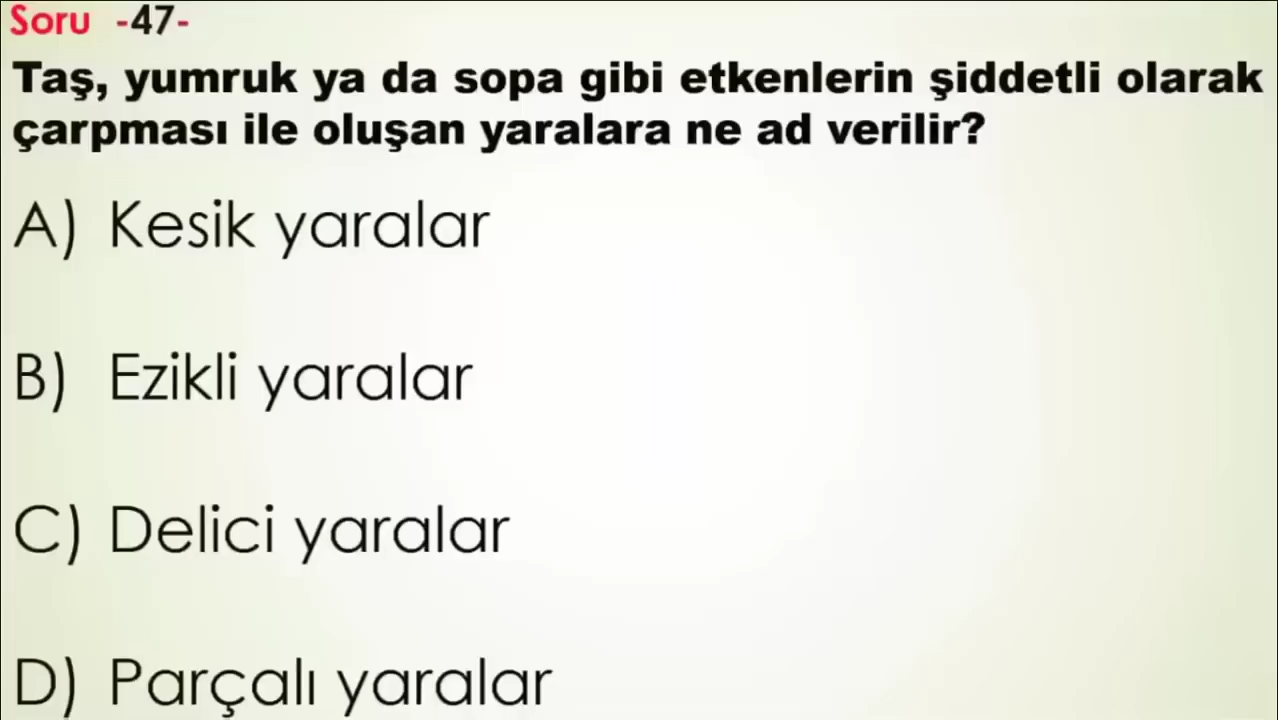 Soru -47-
Taş, yumruk ya da sopa gibi etkenlerin şiddetli olarak
çarpması ile oluşan yaralara ne ad verilir?
A) Kesik yaralar
B) Ezikli yaralar
C) Delici yaralar
D) Parçalı yaralar